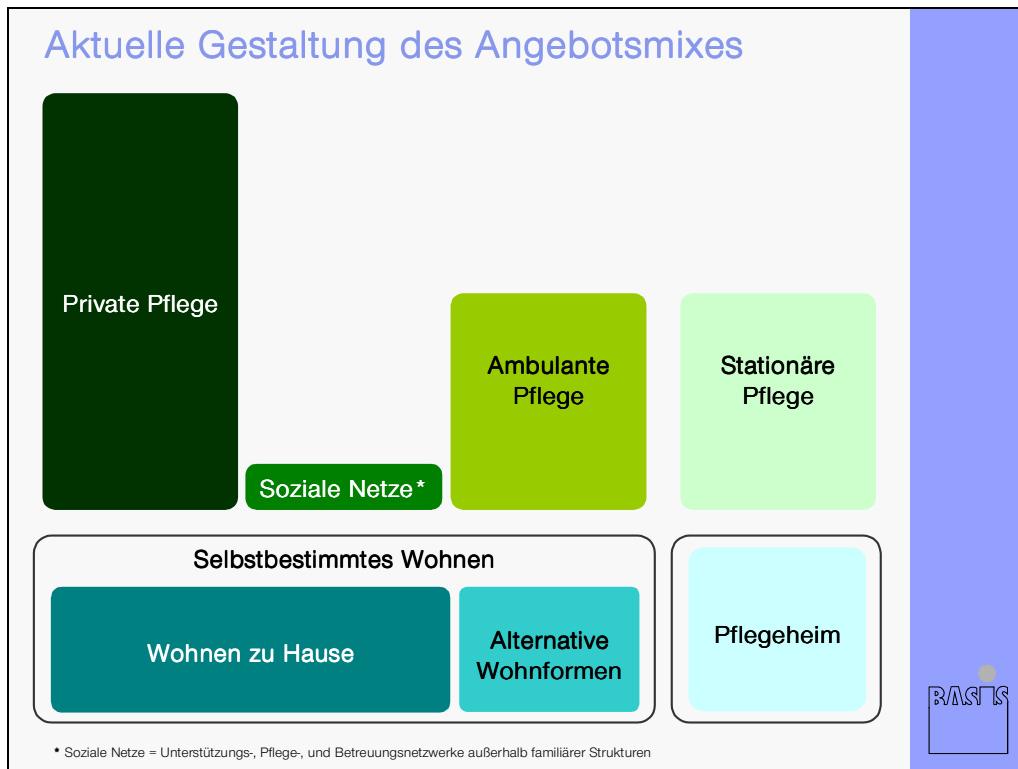 Aktuelle Gestaltung des Angebotsmixes
Private Pflege
Soziale Netze*
Ambulante
Pflege
Stationäre
Pflege
Selbstbestimmtes Wohnen
Wohnen zu Hause
Alternative
Wohnformen
Pflegeheim
BASIS
* Soziale Netze = Unterstützungs-, Pflege-, und Betreuungsnetzwerke außerhalb familiärer Strukturen